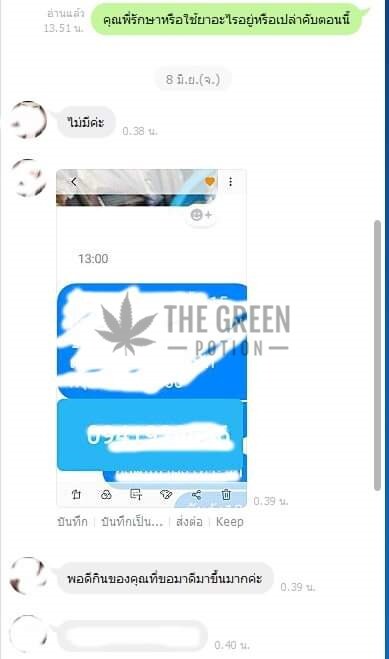 อ่านแล้ว
13.51 น.
คุณพี่รักษาหรือใช้ยาอะไรอยู่หรือเปล่าคับตอนนี้
8 มิ.ย.(จ.)
ไม่มีค่ะ
0.38 น.
13:00
THE GREEN
POTION
0.39 น.
บันทึก | บันทึกเป็น... | ส่งต่อ | Keep
พอดีกินของคุณที่ขอมาดีมาขึ้นมากค่ะ
0.39 น.
0.40 น.